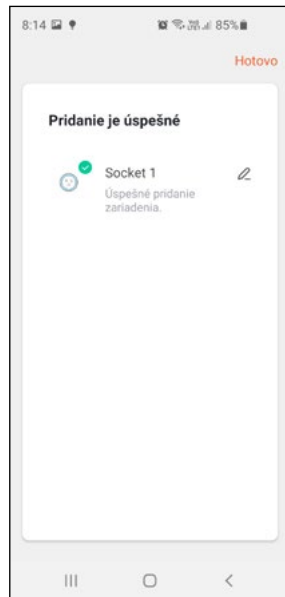 8:14 85%
Hotovo
Pridanie je úspešné
Socket 1
Úspešné pridanie
zariadenia.